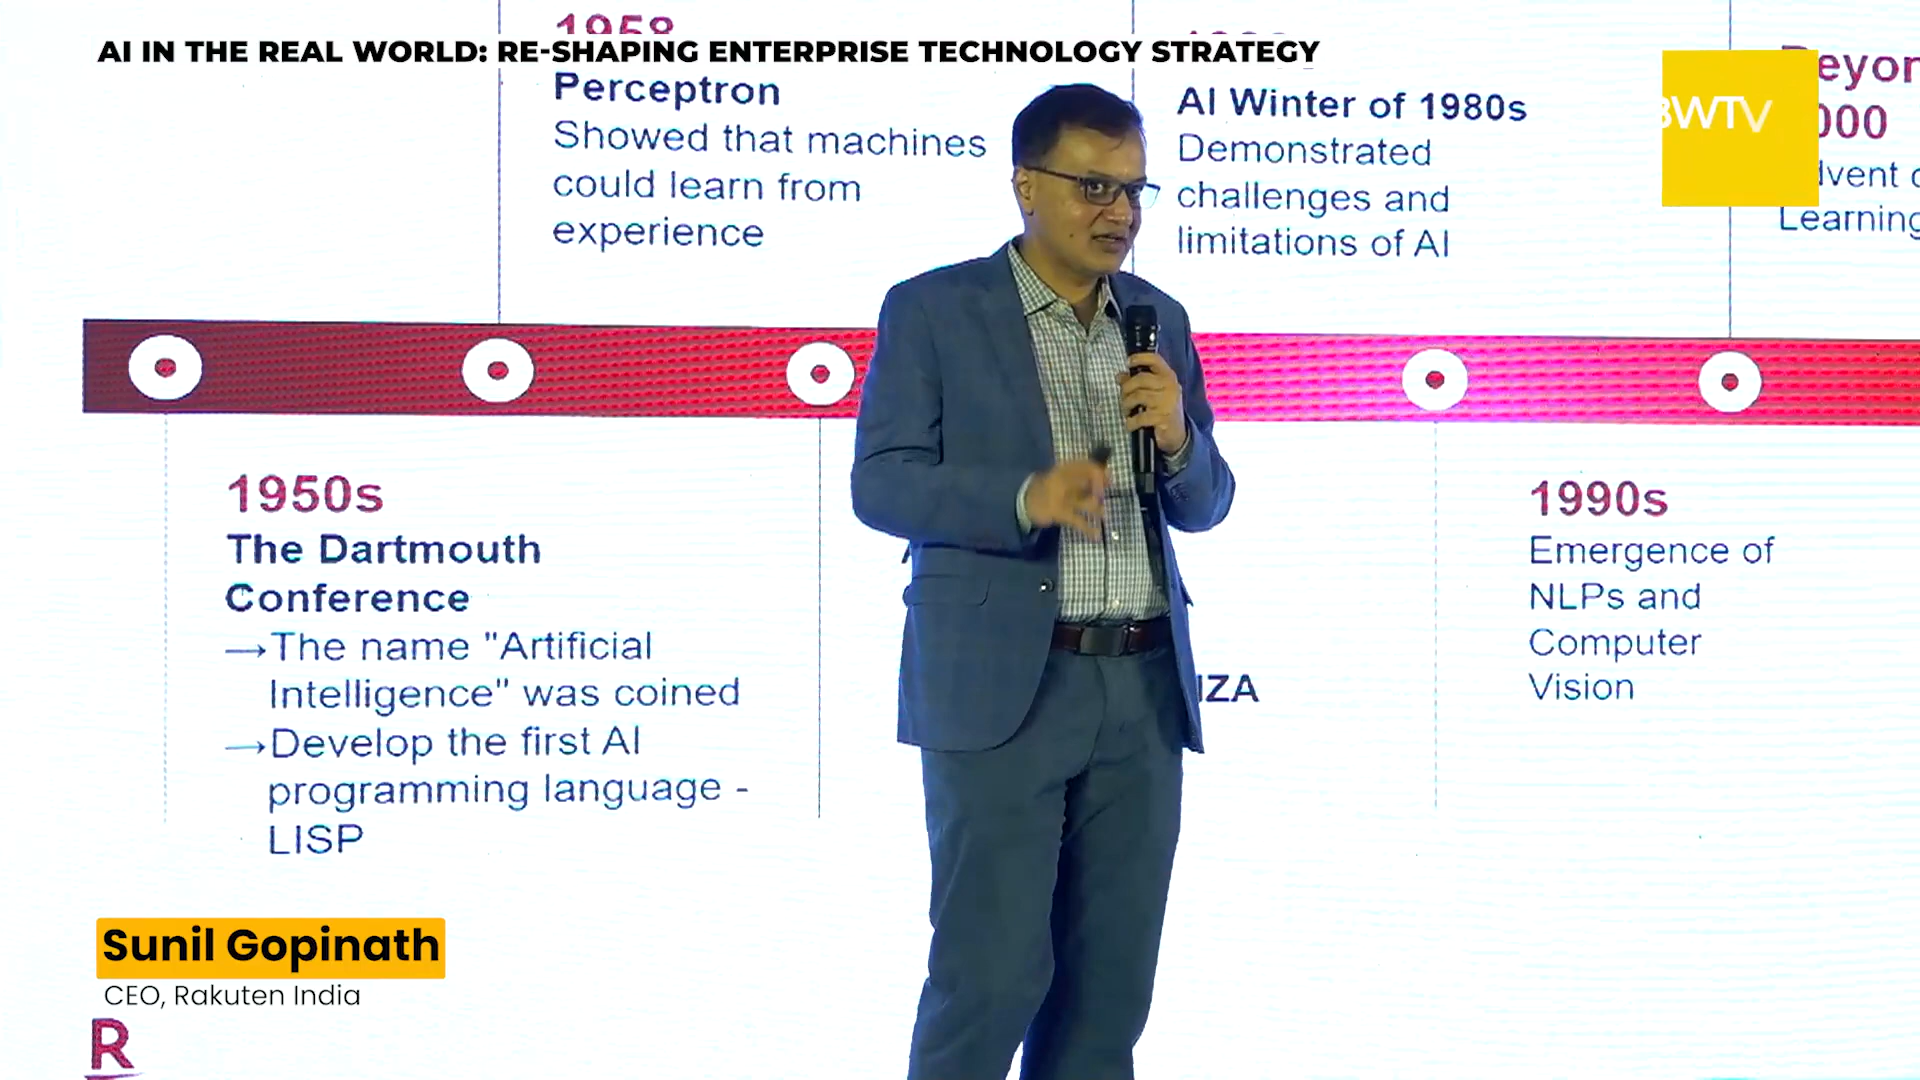 AI IN THE REAL WORLD: RE-SHAPING ENTERPRISE TECHNOLOGY STRATEGY
1958
Perceptron
Showed that machines
could learn from
experience
AI Winter of 1980s
Demonstrated
challenges and
limitations of AI
BWTV
1950s
The Dartmouth
Conference
→The name "Artificial
Intelligence" was coined
→Develop the first AI
programming language -
LISP
1990s
Emergence of
NLPs and
Computer
Vision
Learning
Sunil Gopinath
CEO, Rakuten India
R